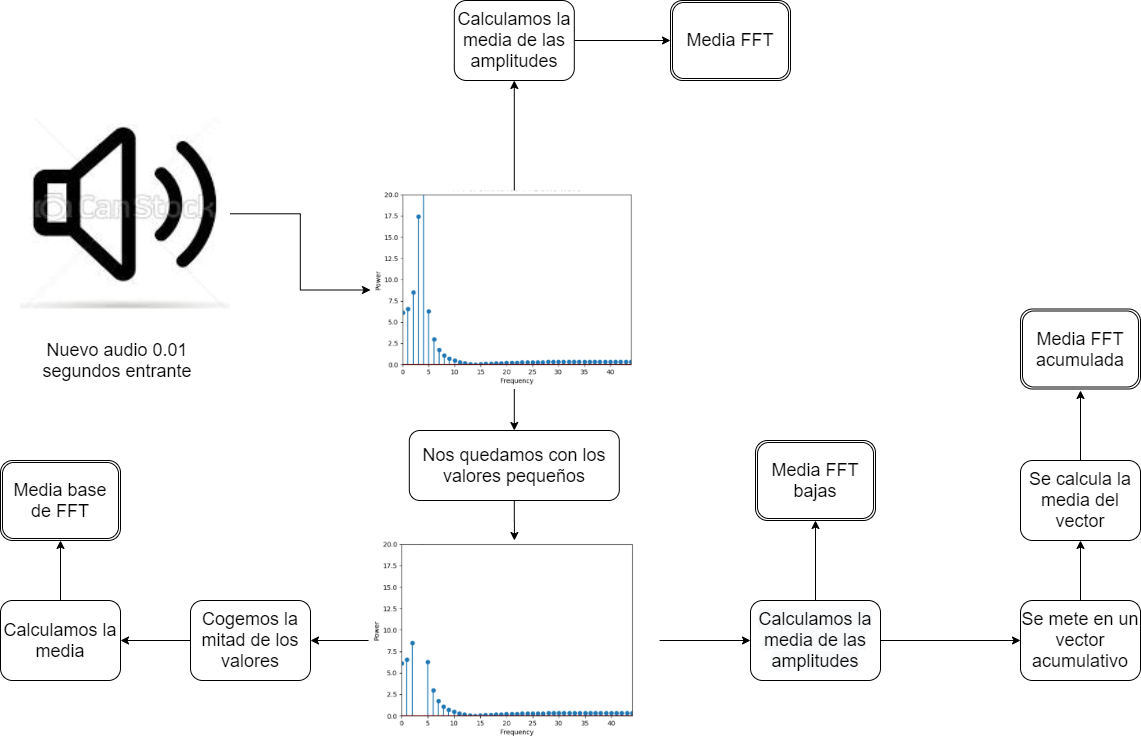 Calculamos la
media de las
amplitudes
Media FFT
CanStock
20.0
17.5
15.0
12.5
10.0
7.5
5.0
2.5
0.0
Power
0 5 10 15 20 25 30 35 40
Frequency
Nuevo audio 0.01
segundos entrante
Nos quedamos con los
valores pequeños
Media FFT
acumulada
Media base
de FFT
Media FFT
bajas
Se calcula la
media del
vector
20.0
17.5
15.0
12.5
10.0
7.5
5.0
2.5
0.0
Power
0 5 10 15 20 25 30 35 40
Frequency
Calculamos la
media
Cogemos la
mitad de los
valores
Calculamos la
media de las
amplitudes
Se mete en un
vector
acumulativo